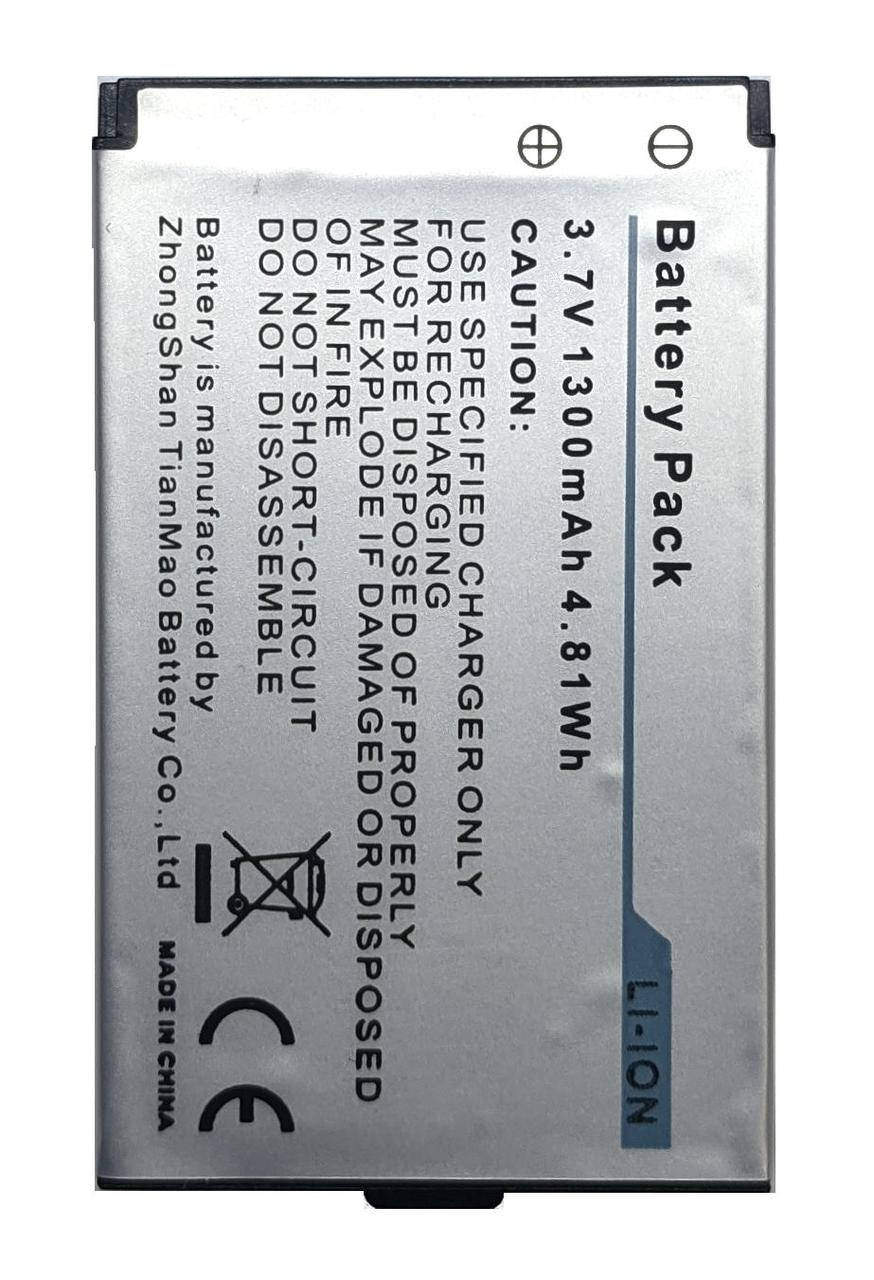 Battery Pack
LI-ION
3.7V 1300mAh 4.81Wh
CAUTION:
USE SPECIFIED CHARGER ONLY
FOR RECHARGING
MUST BE DISPOSED OF PROPERLY
MAY EXPLODE IF DAMAGED OR DISPOSED
OF IN FIRE
DO NOT SHORT-CIRCUIT
DO NOT DISASSEMBLE
Battery is manufactured by
ZhongShan TianMao Battery Co.,Ltd
CE
MADE IN CHINA